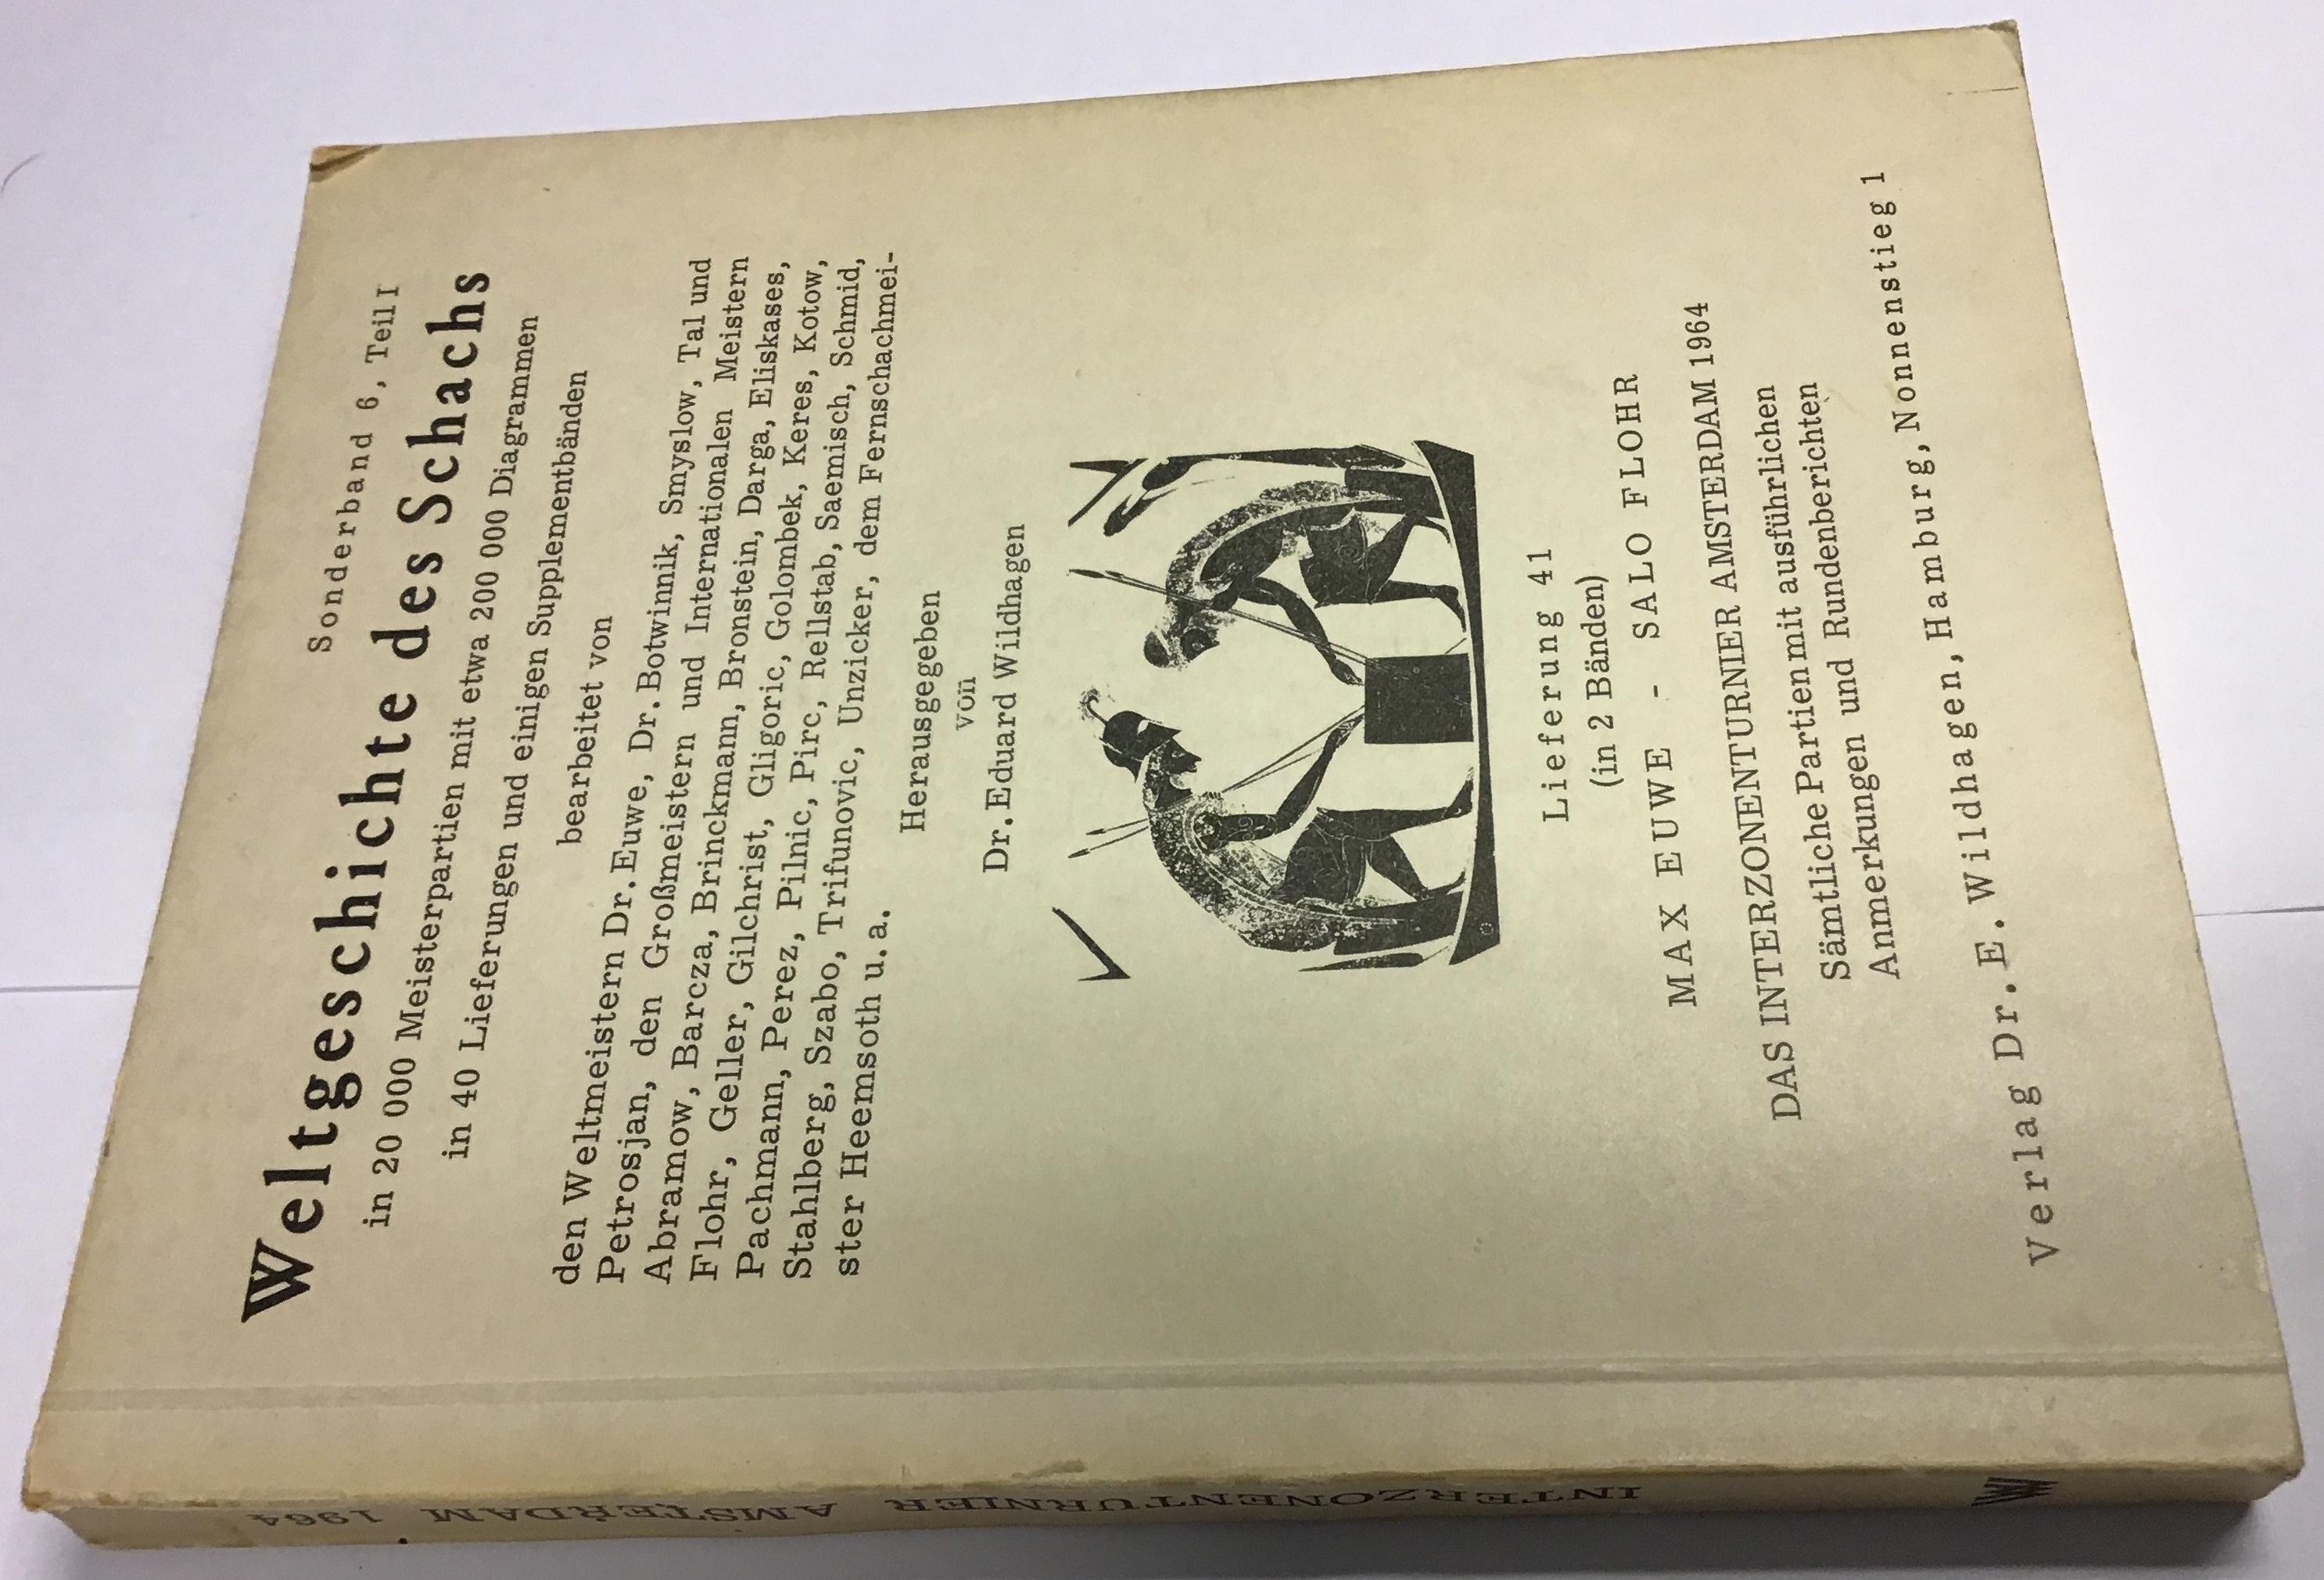 Sonderband 6, Teil I
Weltgeschichte des Schachs
in 20 000 Meisterpartien mit etwa 200 000 Diagrammen
in 40 Lieferungen und einigen Supplementbänden
bearbeitet von
den Weltmeistern Dr. Euwe, Dr. Botwinnik, Smyslow, Tal und
Petrosjan, den Großmeistern und Internationalen Meistern
Abramow, Barcza, Brinckmann, Bronstein, Darga, Eliskases,
Flohr, Geller, Gilchrist, Gligoric, Golombek, Keres, Kotow,
Pachmann, Perez, Pilnic, Pirc, Rellstab, Saemisch, Schmid,
Stahlberg, Szabo, Trifunovic, Unzicker, dem Fernschachmei-
ster Heemsoth u. a.
Herausgegeben
von
Dr. Eduard Wildhagen
Lieferung 41
(in 2 Bänden)
MAX EUWE - SALO FLOHR
DAS INTERZONENTURNIER AMSTERDAM 1964
Sämtliche Partien mit ausführlichen
Anmerkungen und Rundenberichten
Verlag Dr. E. Wildhagen, Hamburg, Nonnenstieg 1
INTERZONENTURNIER AMSTERDAM 1964
W